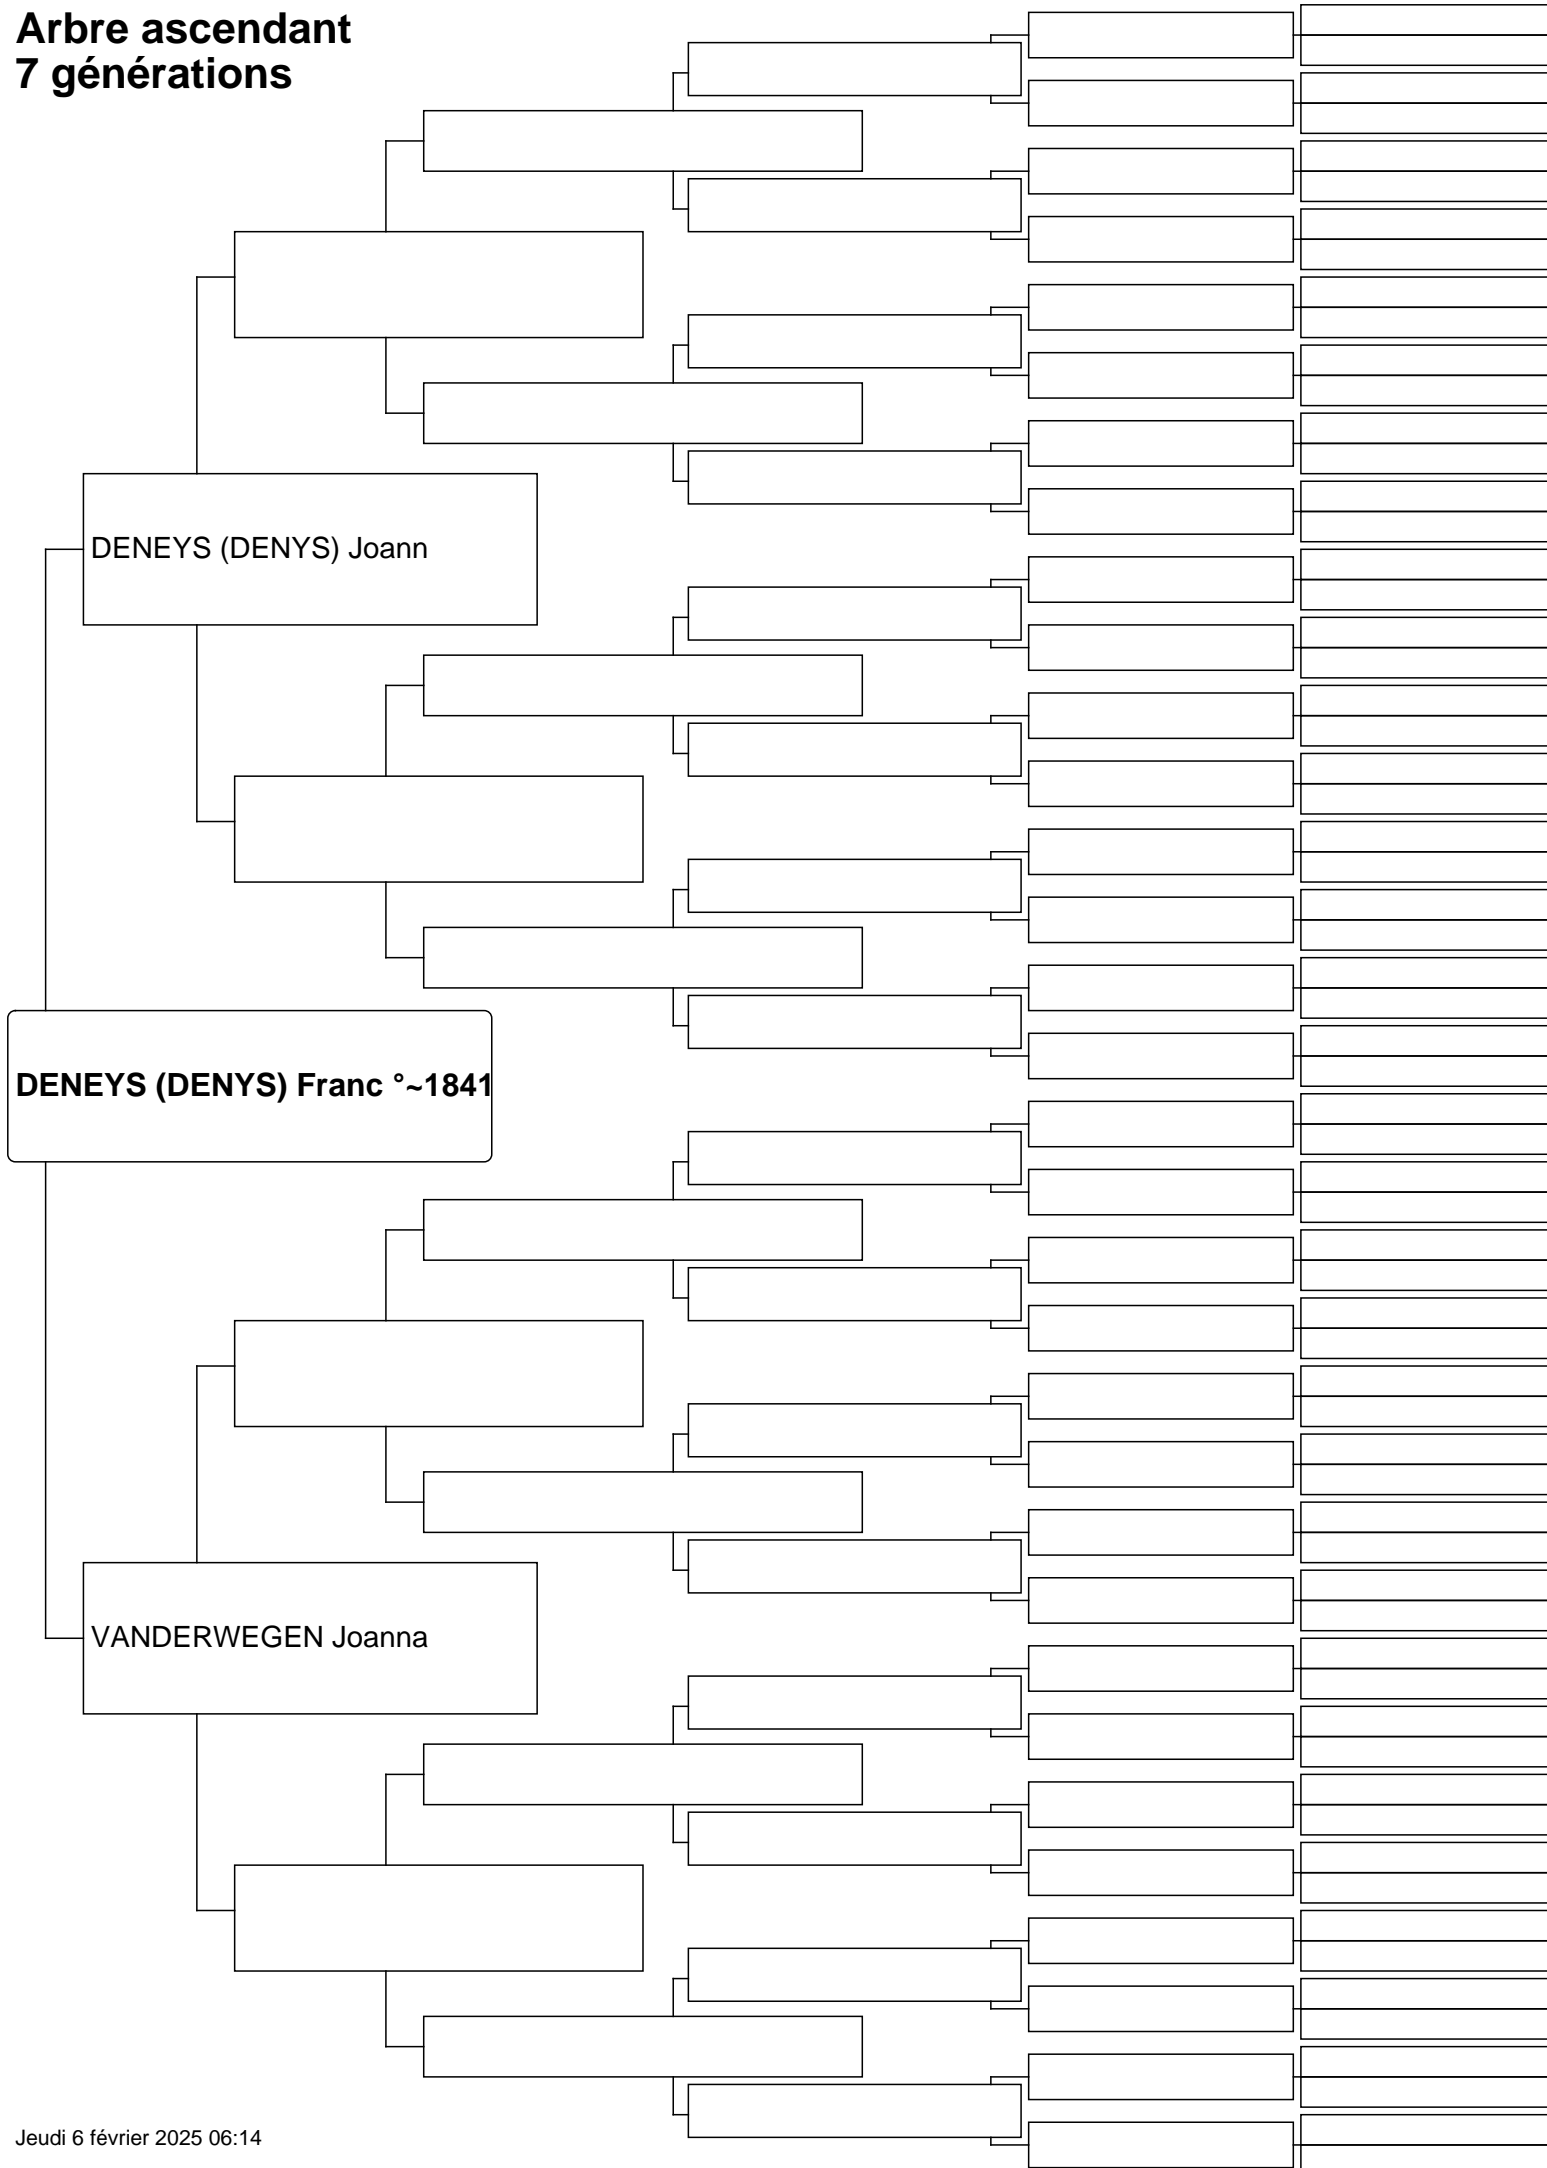 Arbre ascendant
7 générations
DENEYS (DENYS) Joann
DENEYS (DENYS) Franc °~1841
VANDERWEGEN Joanna
Jeudi 6 février 2025 06:14